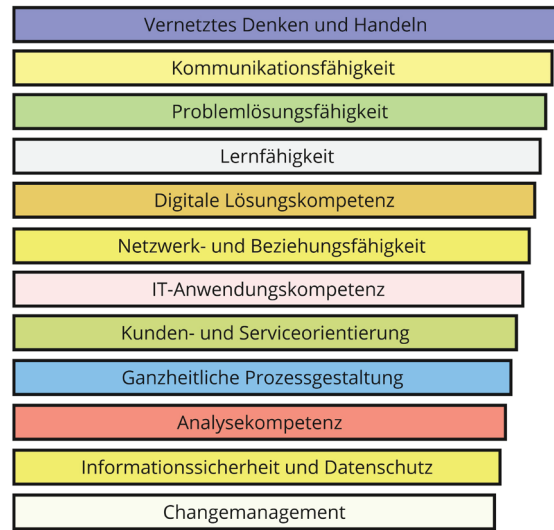 Vernetztes Denken und Handeln
Kommunikationsfähigkeit
Problemlösungsfähigkeit
Lernfähigkeit
Digitale Lösungskompetenz
Netzwerk- und Beziehungsfähigkeit
IT-Anwendungskompetenz
Kunden- und Serviceorientierung
Ganzheitliche Prozessgestaltung
Analysekompetenz
Informationssicherheit und Datenschutz
Changemanagement